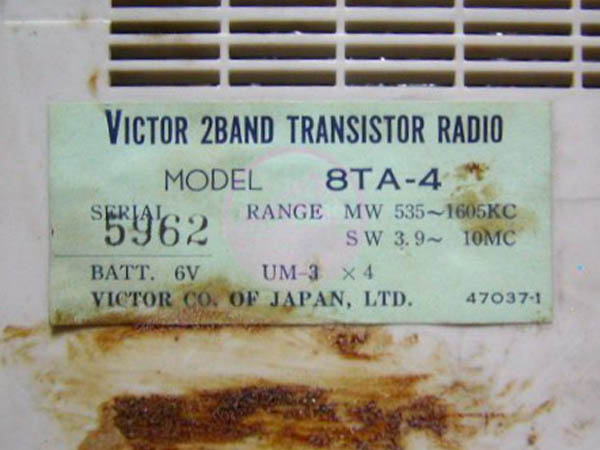 VICTOR 2BAND TRANSISTOR RADIO
MODEL 8TA-4
SERIAL 5962 RANGE MW 535~1605KC
SW 3.9~ 10MC
BATT. 6V UM-3 × 4
VICTOR CO. OF JAPAN, LTD. 47037-1